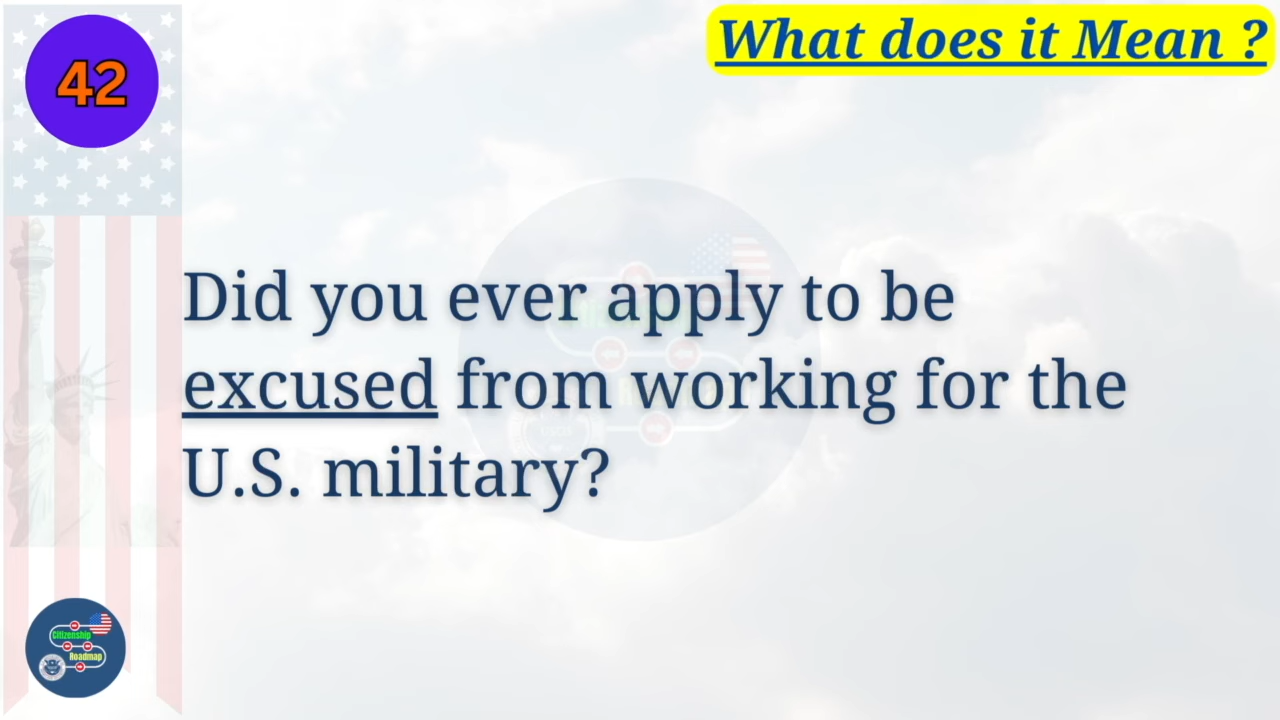 42
What does it Mean ?
Did you ever apply to be
excused from working for the
U.S. military?
Citizenship
Roadmap